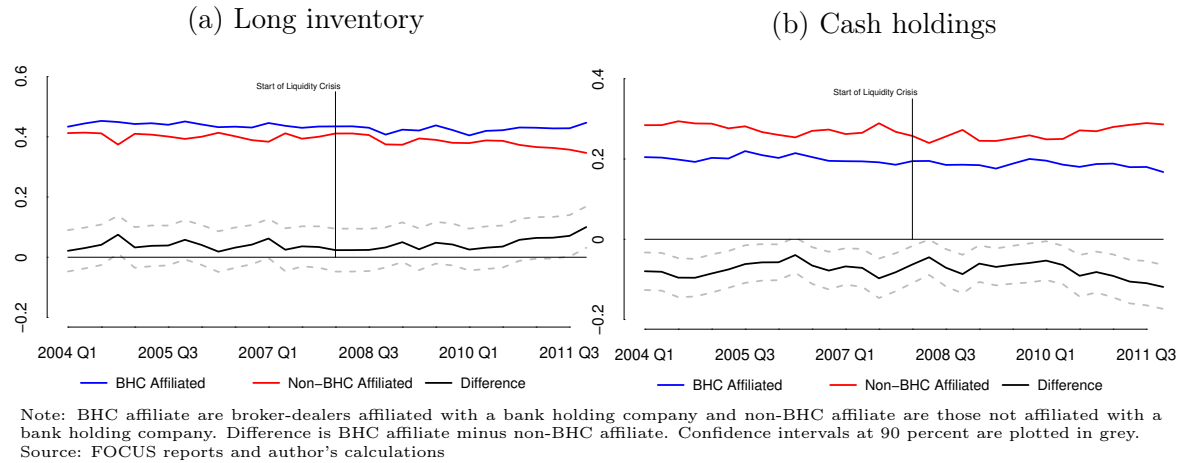 (a) Long inventory
0.6
0.4
0.2
0
−0.2
Start of Liquidity Crisis
2004 Q1 2005 Q3 2007 Q1 2008 Q3 2010 Q1 2011 Q3
BHC Affiliated Non−BHC Affiliated Difference
(b) Cash holdings
0.4
0.2
0
−0.2
Start of Liquidity Crisis
2004 Q1 2005 Q3 2007 Q1 2008 Q3 2010 Q1 2011 Q3
BHC Affiliated Non−BHC Affiliated Difference
Note: BHC affiliate are broker-dealers affiliated with a bank holding company and non-BHC affiliate are those not affiliated with a
bank holding company. Difference is BHC affiliate minus non-BHC affiliate. Confidence intervals at 90 percent are plotted in grey.
Source: FOCUS reports and author's calculations